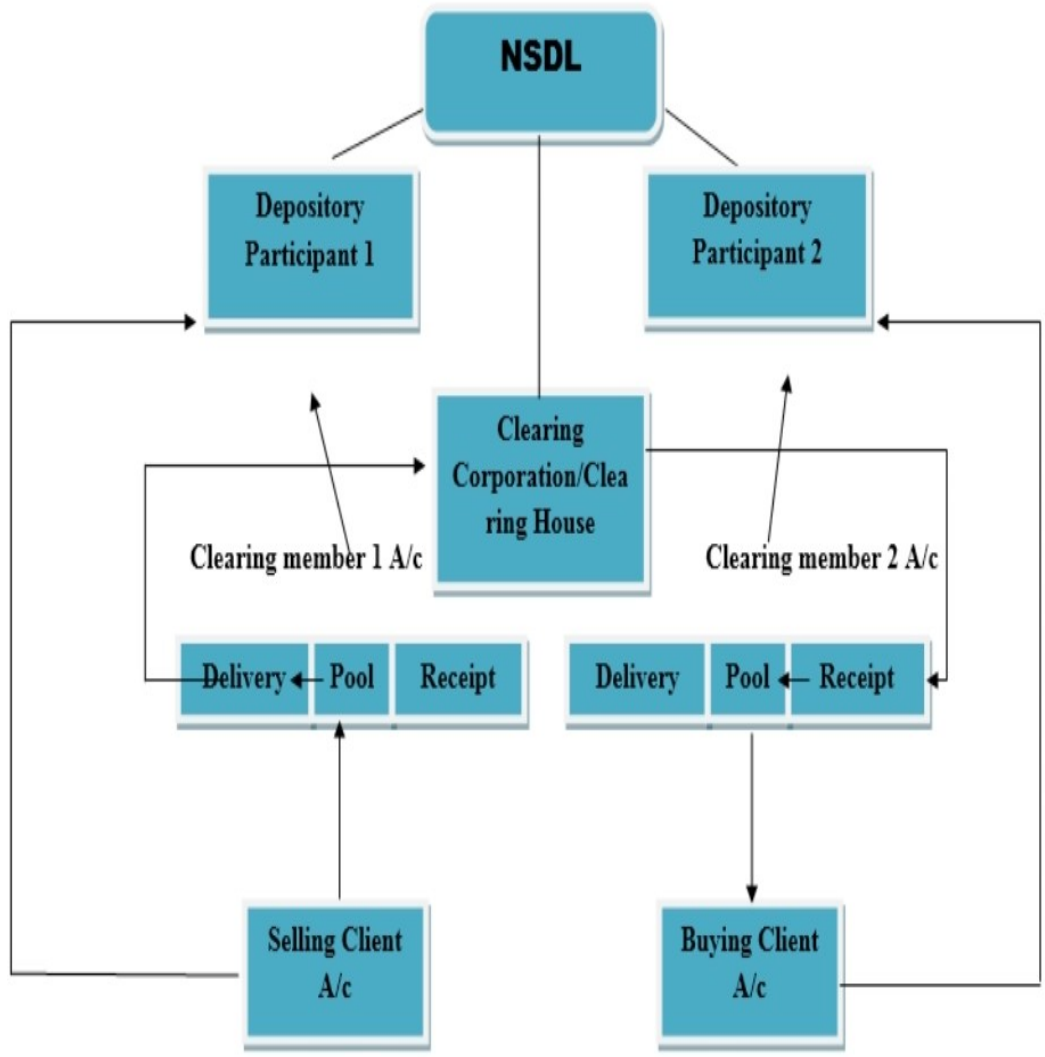 NSDL
Depository
Participant 1
Depository
Participant 2
Clearing
Corporation/Clea
ring House
Clearing member 1 A/c
Clearing member 2 A/c
Delivery
Pool
Receipt
Delivery
Pool
Receipt
Selling Client
A/c
Buying Client
A/c